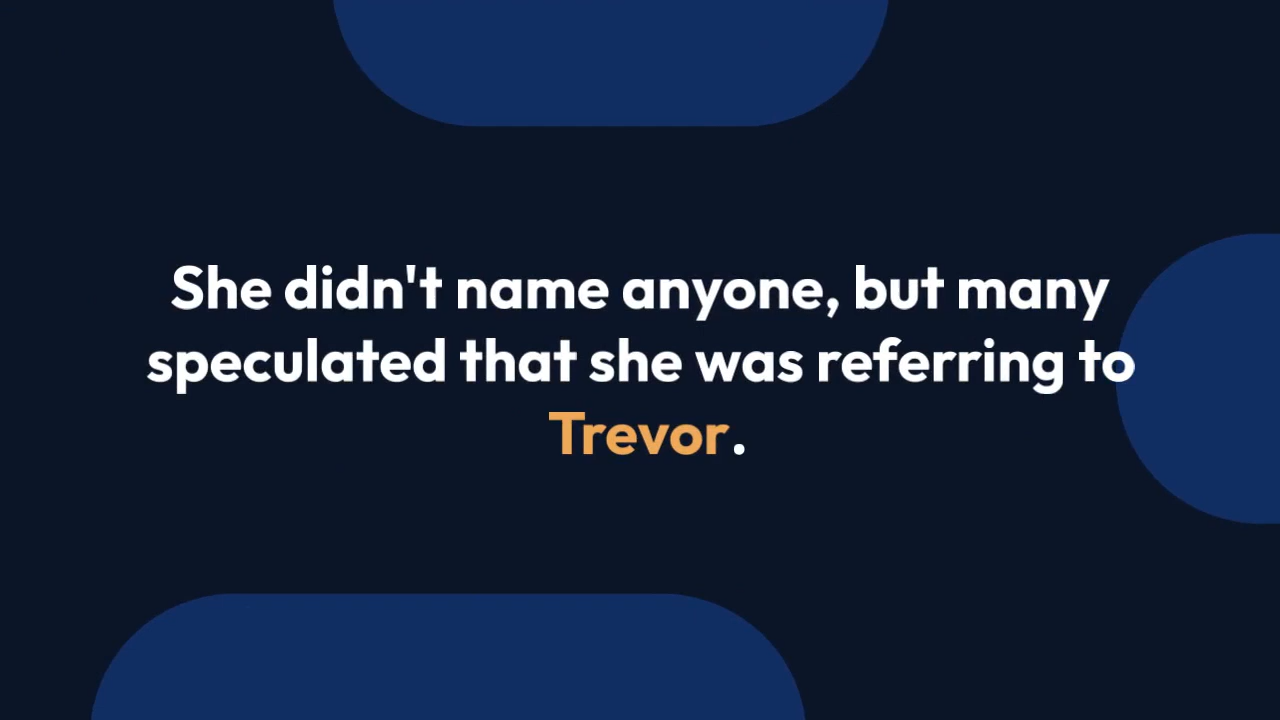 She didn't name anyone, but many
speculated that she was referring to
Trevor.